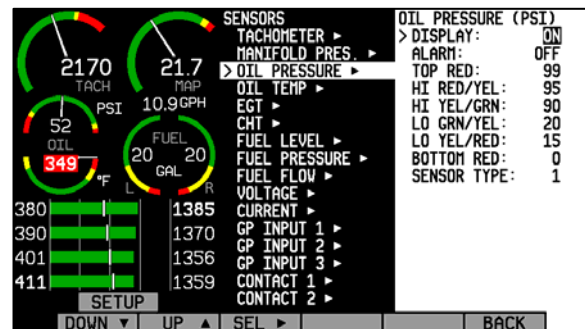 2170
TACH
21.7
MAP
PSI
10.9 GPH
52
OIL
349
°F
FUEL
20 20
GAL
L R
380 1385
390 1370
401 1356
411 1359
SETUP
SENSORS
TACHOMETER ►
MANIFOLD PRES. ►
> OIL PRESSURE ►
OIL TEMP ►
EGT ►
CHT ►
FUEL LEVEL ►
FUEL PRESSURE ►
FUEL FLOW ►
VOLTAGE ►
CURRENT ►
GP INPUT 1 ►
GP INPUT 2 ►
GP INPUT 3 ►
CONTACT 1 ►
CONTACT 2 ►
OIL PRESSURE (PSI)
> DISPLAY: ON
ALARM: OFF
TOP RED: 99
HI RED/YEL: 95
HI YEL/GRN: 90
LO GRN/YEL: 20
LO YEL/RED: 15
BOTTOM RED: 0
SENSOR TYPE: 1
DOWN ▼ UP ▲ SEL ► BACK